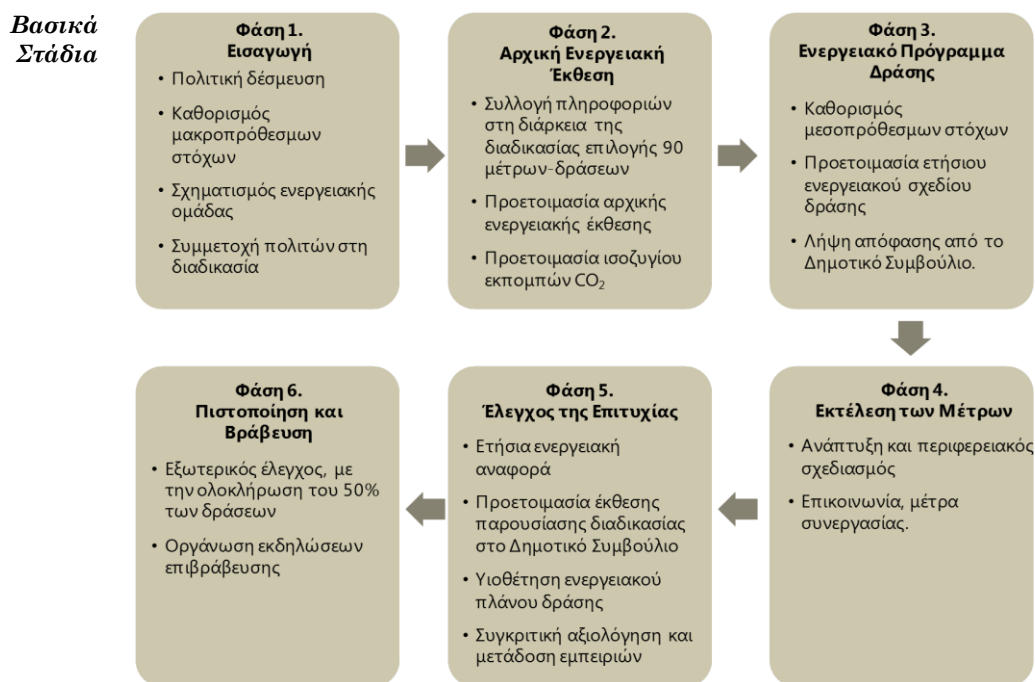 Βασικά
Στάδια
Φάση 1.
Εισαγωγή
• Πολιτική δέσμευση
• Καθορισμός
μακροπρόθεσμων
στόχων
• Σχηματισμός ενεργειακής
ομάδας
• Συμμετοχή πολιτών στη
διαδικασία
Φάση 2.
Αρχική Ενεργειακή
Έκθεση
• Συλλογή πληροφοριών
στη διάρκεια της
διαδικασίας επιλογής 90
μέτρων-δράσεων
• Προετοιμασία αρχικής
ενεργειακής έκθεσης
• Προετοιμασία ισοζυγίου
εκπομπών CO₂
Φάση 3.
Ενεργειακό Πρόγραμμα
Δράσης
• Καθορισμός
μεσοπρόθεσμων στόχων
• Προετοιμασία ετήσιου
ενεργειακού σχεδίου
δράσης
• Λήψη απόφασης από το
Δημοτικό Συμβούλιο.
Φάση 4.
Εκτέλεση των Μέτρων
• Ανάπτυξη και περιφερειακός
σχεδιασμός
• Επικοινωνία, μέτρα
συνεργασίας.
Φάση 5.
Έλεγχος της Επιτυχίας
• Ετήσια ενεργειακή
αναφορά
• Προετοιμασία έκθεσης
παρουσίασης διαδικασίας
στο Δημοτικό Συμβούλιο
• Υιοθέτηση ενεργειακού
πλάνου δράσης
• Συγκριτική αξιολόγηση και
μετάδοση εμπειριών
Φάση 6.
Πιστοποίηση και
Βράβευση
• Εξωτερικός έλεγχος, με
την ολοκλήρωση του 50%
των δράσεων
• Οργάνωση εκδηλώσεων
επιβράβευσης